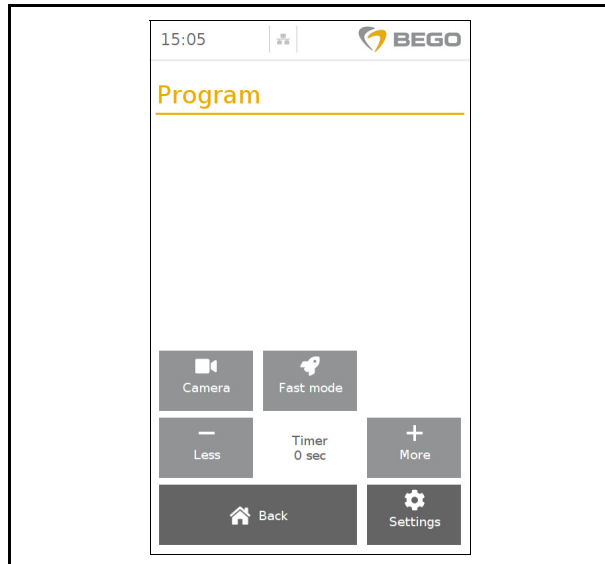 15:05
BEGO
Program
Camera
Fast mode
Less
Timer
0 sec
More
Back
Settings